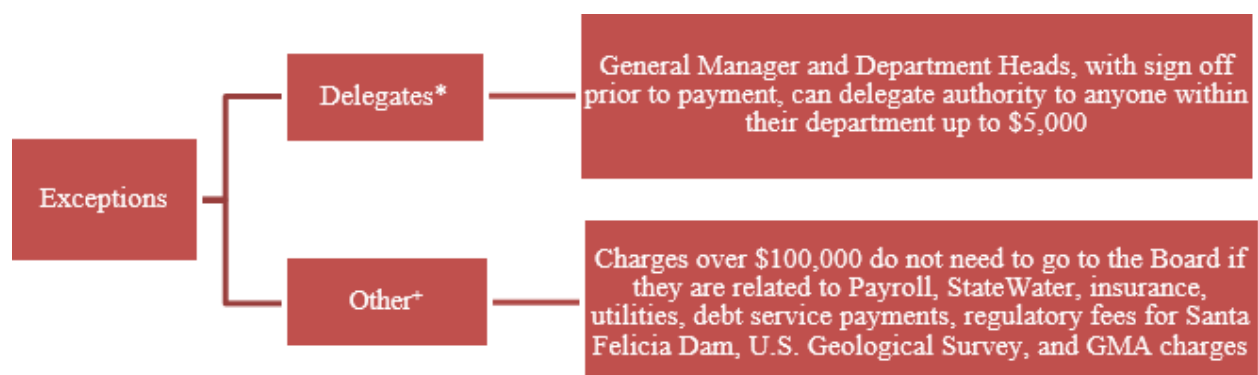 Exceptions
Delegates*
General Manager and Department Heads, with sign off
prior to payment, can delegate authority to anyone within
their department up to $5,000
Other⁺
Charges over $100,000 do not need to go to the Board if
they are related to Payroll, StateWater, insurance,
utilities, debt service payments, regulatory fees for Santa
Felicia Dam, U.S. Geological Survey, and GMA charges